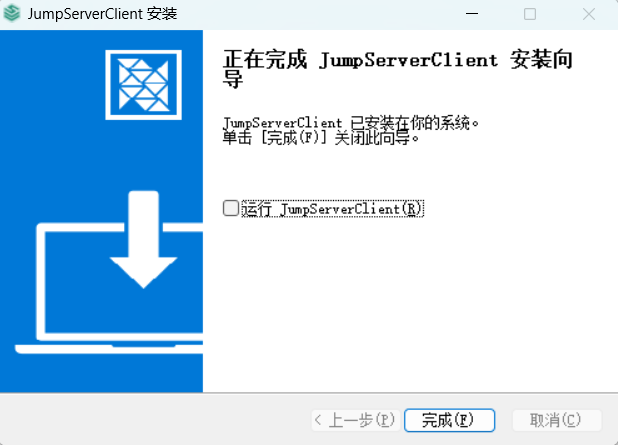 JumpServerClient 安装
正在完成 JumpServerClient 安装向
导
JumpServerClient 已安装在你的系统。
单击 [完成(F)] 关闭此向导。
运行 JumpServerClient(R)
< 上一步(P)
完成(F)
取消(C)